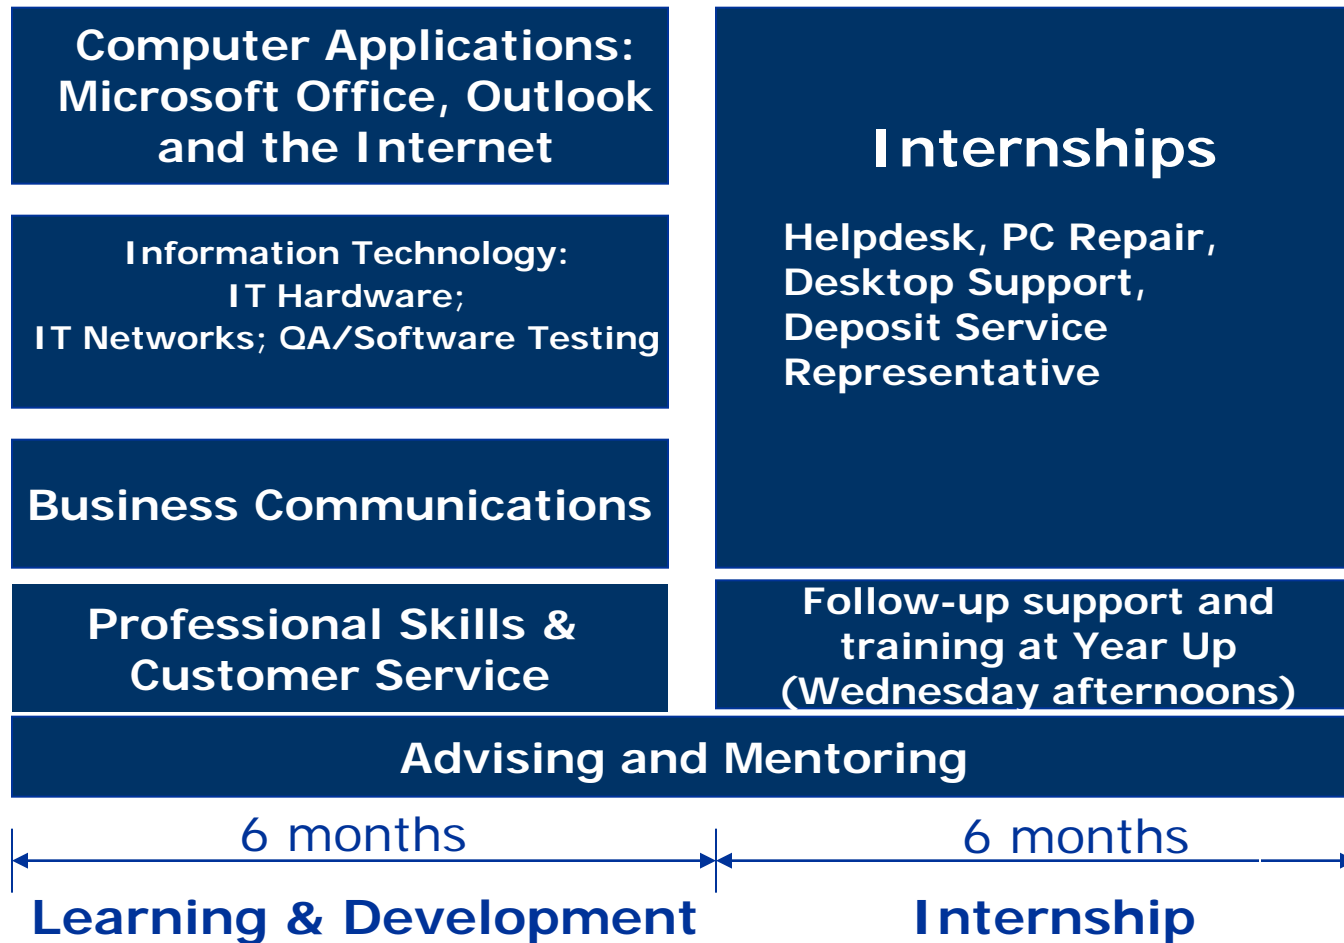 Computer Applications:
Microsoft Office, Outlook
and the Internet
Information Technology:
IT Hardware;
IT Networks; QA/Software Testing
Business Communications
Professional Skills &
Customer Service
Internships
Helpdesk, PC Repair,
Desktop Support,
Deposit Service
Representative
Follow-up support and
training at Year Up
(Wednesday afternoons)
Advising and Mentoring
6 months
6 months
Learning & Development
Internship